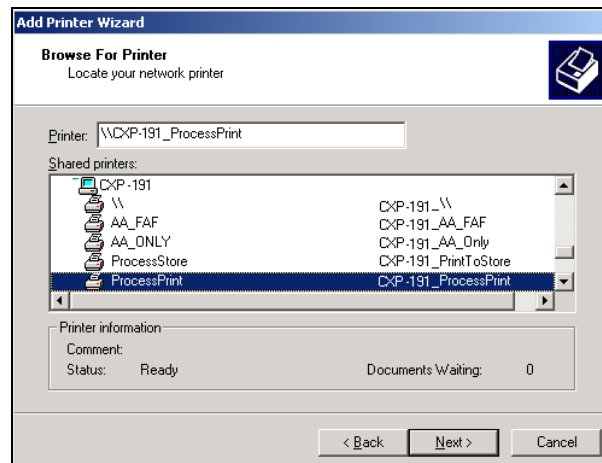 Add Printer Wizard
Browse For Printer
Locate your network printer
Printer: \\CXP-191_ProcessPrint
Shared printers:
CXP-191
\\ CXP-191_\\
AA_FAF CXP-191_AA_FAF
AA_ONLY CXP-191_AA_Only
ProcessStore CXP-191_PrintToStore
ProcessPrint CXP-191_ProcessPrint
Printer information
Comment:
Status: Ready Documents Waiting: 0
< Back Next > Cancel